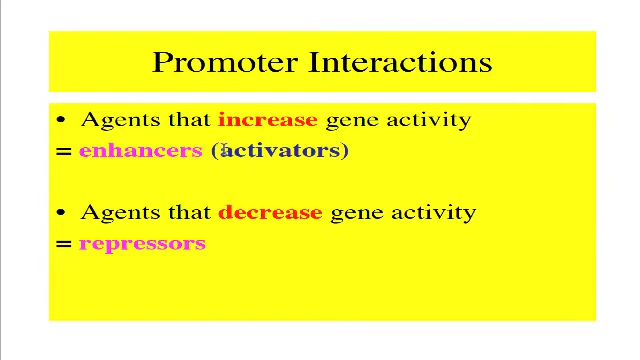 Promoter Interactions
• Agents that increase gene activity
= enhancers (activators)
• Agents that decrease gene activity
= repressors